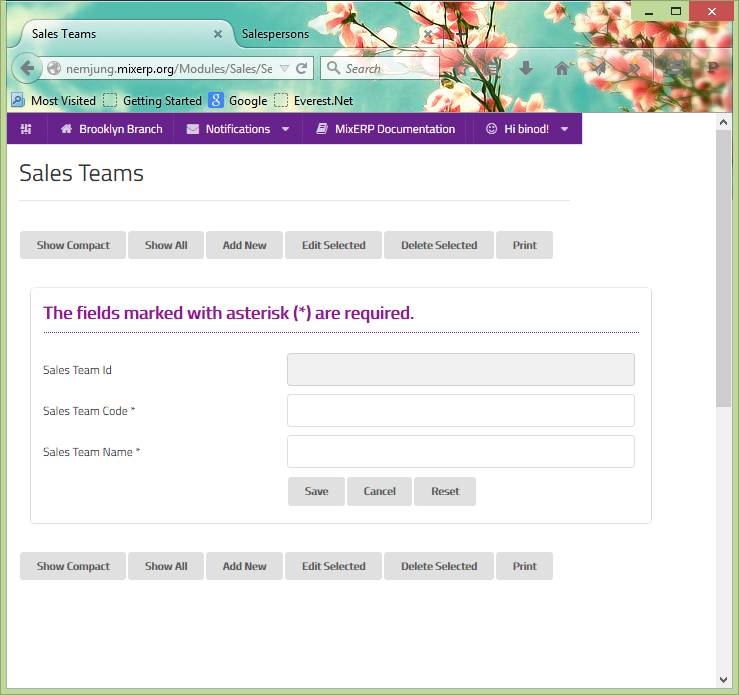 Sales Teams
Salespersons
nemjung.mixerp.org/Modules/Sales/Se
Search
Most Visited Getting Started Google Everest.Net
Brooklyn Branch Notifications MixERP Documentation Hi binod!
Sales Teams
Show Compact Show All Add New Edit Selected Delete Selected Print
The fields marked with asterisk (*) are required.
Sales Team Id
Sales Team Code *
Sales Team Name *
Save Cancel Reset
Show Compact Show All Add New Edit Selected Delete Selected Print